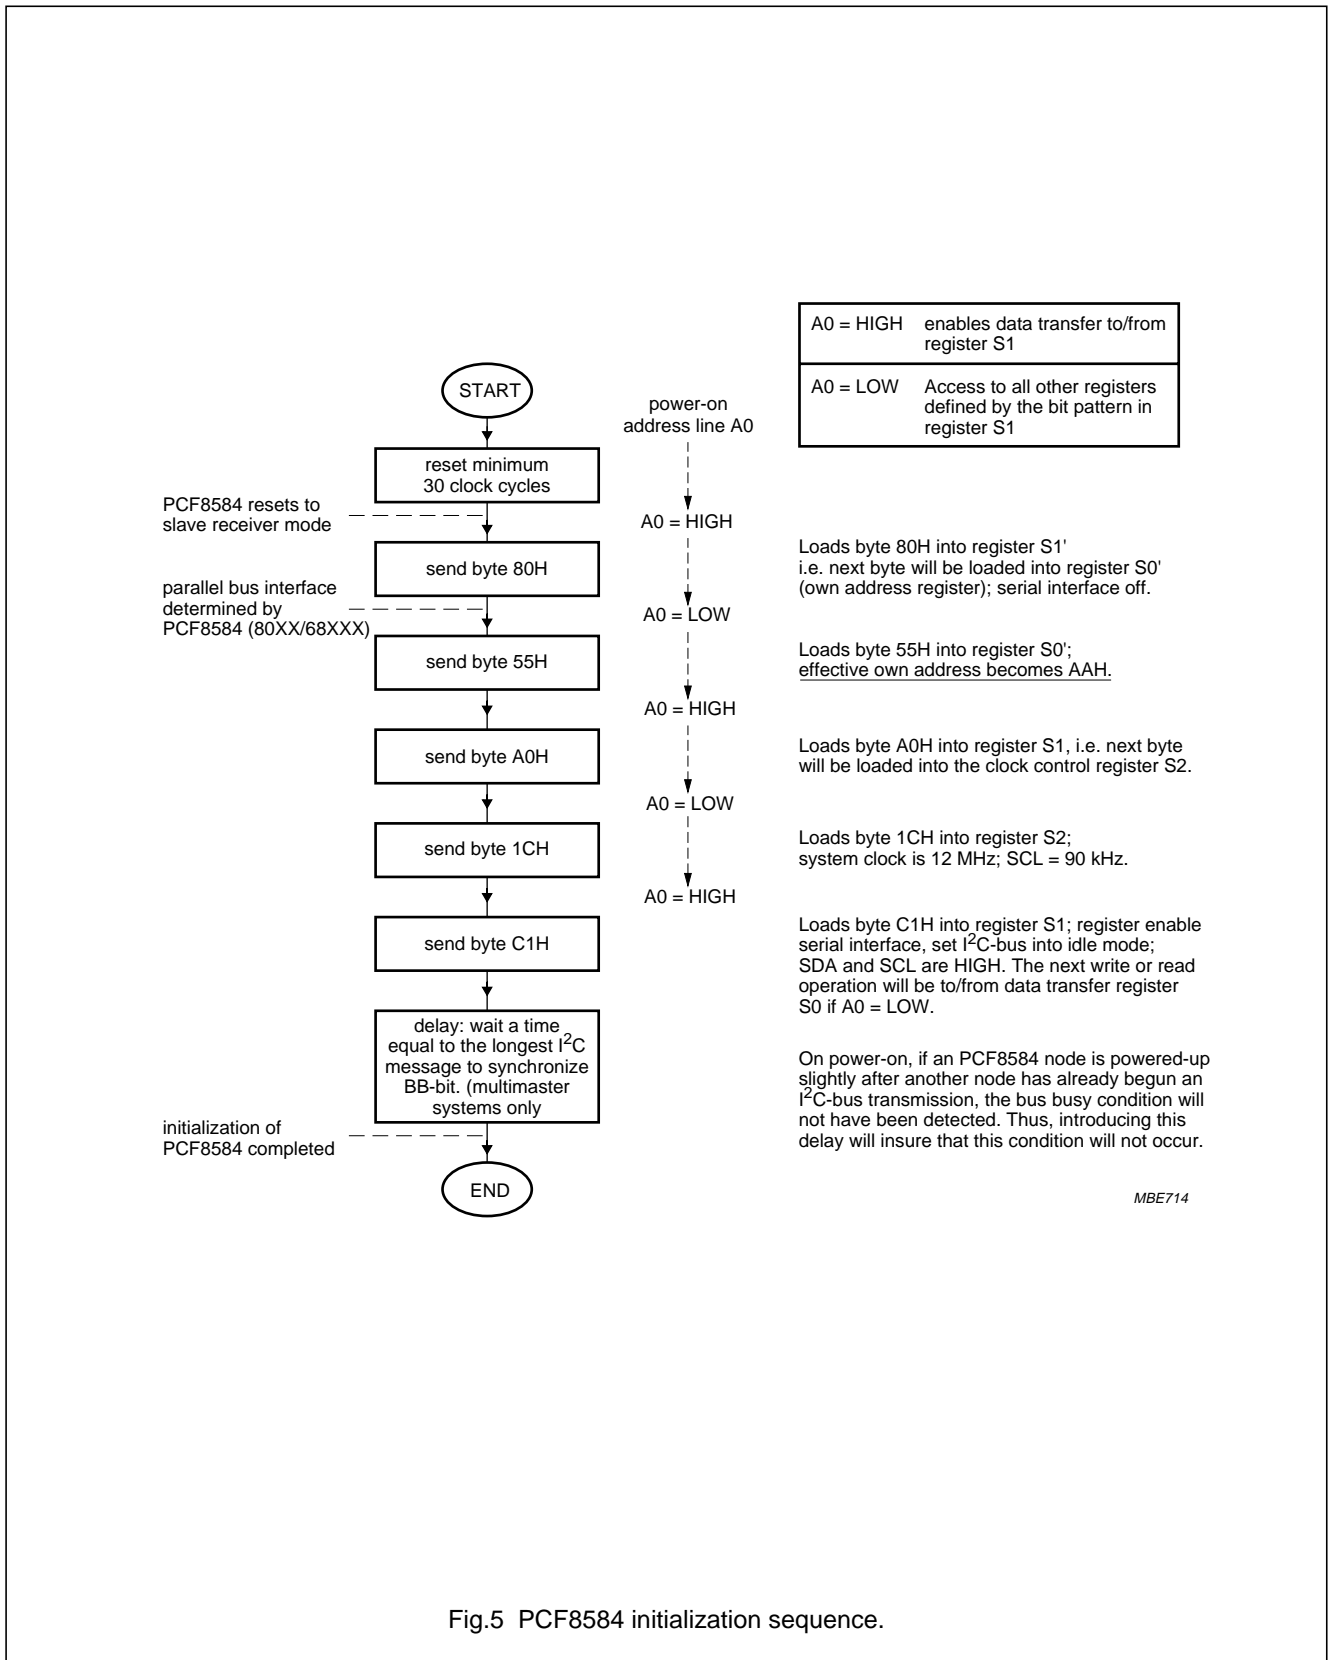 A0 = HIGH enables data transfer to/from
register S1
A0 = LOW Access to all other registers
defined by the bit pattern in
register S1
START
power-on
address line A0
reset minimum
30 clock cycles
PCF8584 resets to
slave receiver mode
A0 = HIGH
send byte 80H
Loads byte 80H into register S1'
i.e. next byte will be loaded into register S0'
(own address register); serial interface off.
parallel bus interface
determined by
PCF8584 (80XX/68XXX)
A0 = LOW
send byte 55H
Loads byte 55H into register S0';
effective own address becomes AAH.
A0 = HIGH
send byte A0H
Loads byte A0H into register S1, i.e. next byte
will be loaded into the clock control register S2.
A0 = LOW
send byte 1CH
Loads byte 1CH into register S2;
system clock is 12 MHz; SCL = 90 kHz.
A0 = HIGH
send byte C1H
Loads byte C1H into register S1; register enable
serial interface, set I²C-bus into idle mode;
SDA and SCL are HIGH. The next write or read
operation will be to/from data transfer register
S0 if A0 = LOW.
delay: wait a time
equal to the longest I²C
message to synchronize
BB-bit. (multimaster
systems only
On power-on, if an PCF8584 node is powered-up
slightly after another node has already begun an
I²C-bus transmission, the bus busy condition will
not have been detected. Thus, introducing this
delay will insure that this condition will not occur.
initialization of
PCF8584 completed
END
MBE714
Fig.5 PCF8584 initialization sequence.